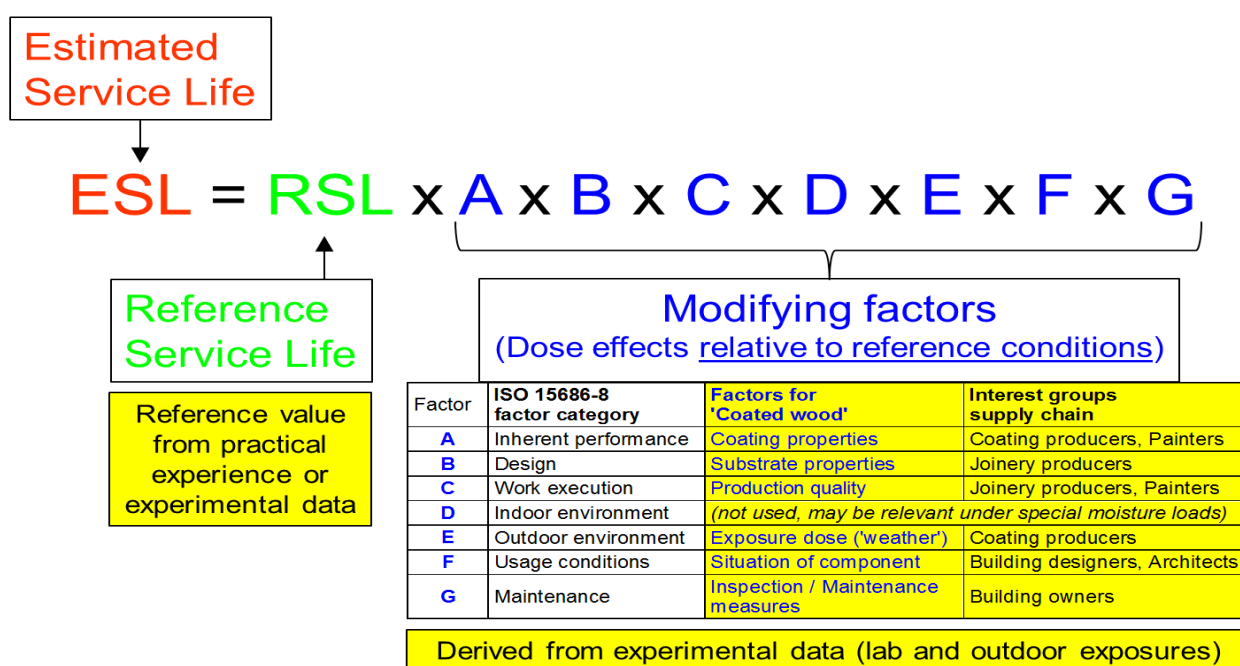 Estimated
Service Life
ESL = RSL x A x B x C x D x E x F x G
Reference
Service Life
Reference value
from practical
experience or
experimental data
Modifying factors
(Dose effects relative to reference conditions)
Factor
ISO 15686-8
factor category
Factors for
'Coated wood'
Interest groups
supply chain
A Inherent performance Coating properties Coating producers, Painters
B Design Substrate properties Joinery producers
C Work execution Production quality Joinery producers, Painters
D Indoor environment (not used, may be relevant under special moisture loads)
E Outdoor environment Exposure dose ('weather') Coating producers
F Usage conditions Situation of component Building designers, Architects
G Maintenance Inspection / Maintenance
measures Building owners
Derived from experimental data (lab and outdoor exposures)